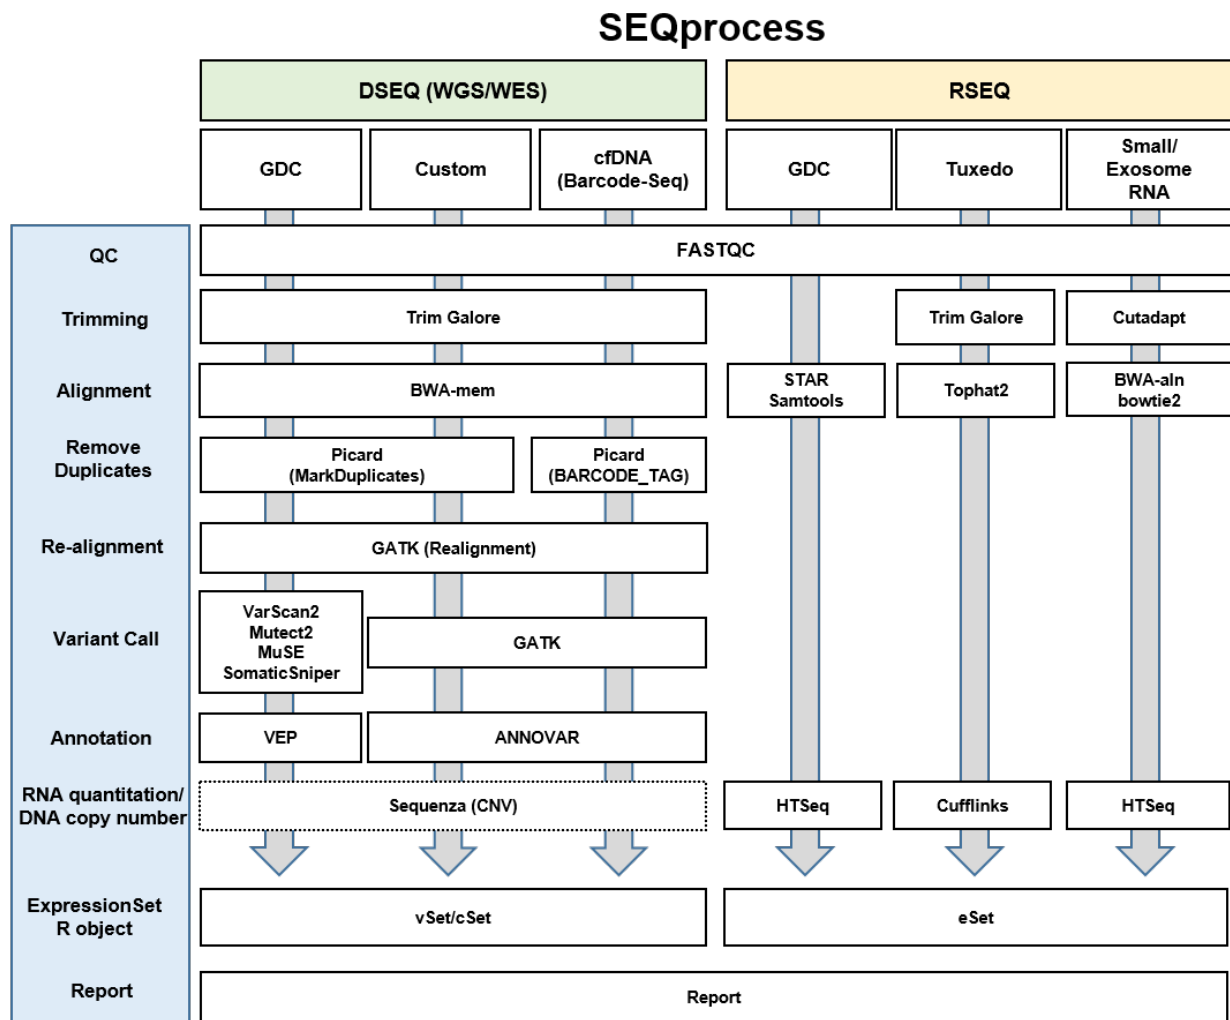 SEQprocess
DSEQ (WGS/WES)
RSEQ
GDC
Custom
cfDNA
(Barcode-Seq)
GDC
Tuxedo
Small/
Exosome
RNA
QC
FASTQC
Trimming
Trim Galore
Trim Galore
Cutadapt
Alignment
BWA-mem
STAR
Samtools
Tophat2
BWA-aln
bowtie2
Remove
Duplicates
Picard
(MarkDuplicates)
Picard
(BARCODE_TAG)
Re-alignment
GATK (Realignment)
Variant Call
VarScan2
Mutect2
MuSE
SomaticSniper
GATK
Annotation
VEP
ANNOVAR
RNA quantitation/
DNA copy number
Sequenza (CNV)
HTSeq
Cufflinks
HTSeq
ExpressionSet
R object
vSet/cSet
eSet
Report
Report